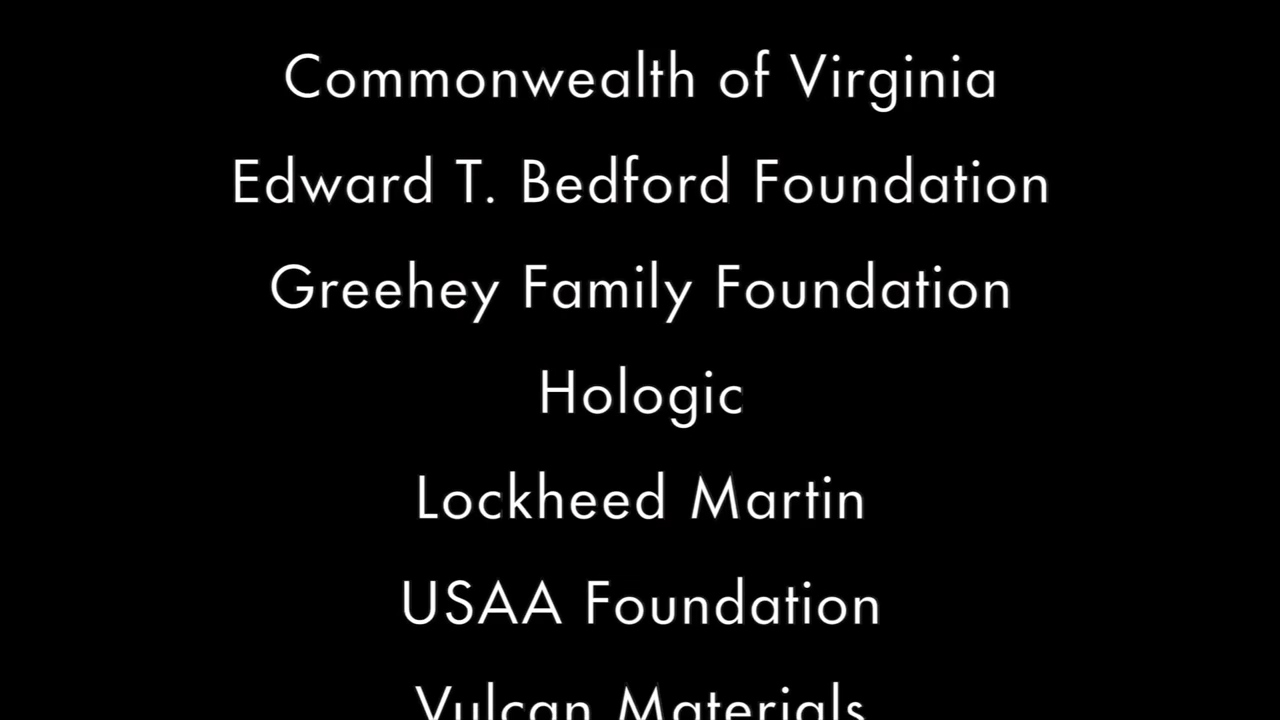 Commonwealth of Virginia
Edward T. Bedford Foundation
Greehey Family Foundation
Hologic
Lockheed Martin
USAA Foundation
Vulcan Materials